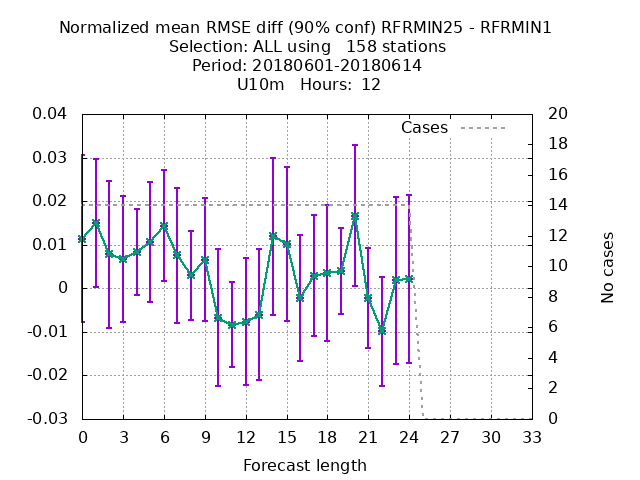 Normalized mean RMSE diff (90% conf) RFRMIN25 - RFRMIN1
Selection: ALL using   158 stations
Period: 20180601-20180614
U10m   Hours:  12
0.04
0.03
0.02
0.01
0
-0.01
-0.02
-0.03
Cases
20
18
16
14
12
10
8
6
4
2
0
No cases
0 3 6 9 12 15 18 21 24 27 30 33
Forecast length